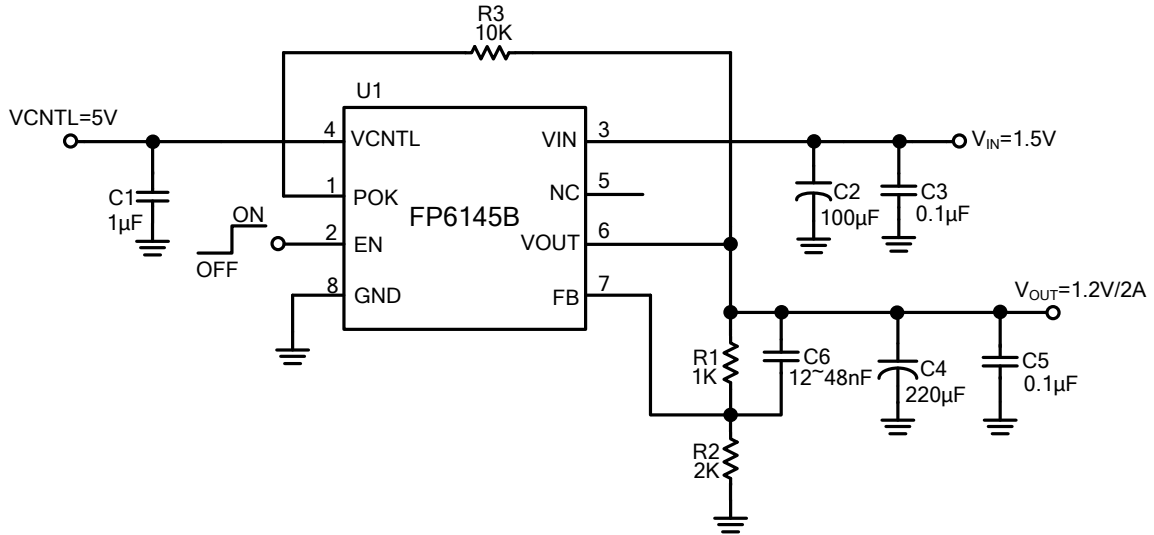 R3
10K
U1
VCNTL=5V
4
VCNTL
VIN
3
V_IN=1.5V
C1
1µF
1
POK
NC
5
C2
100µF
C3
0.1µF
FP6145B
ON
OFF
2
EN
VOUT
6
8
GND
FB
7
V_OUT=1.2V/2A
R1
1K
C6
12~48nF
C4
220µF
C5
0.1µF
R2
2K